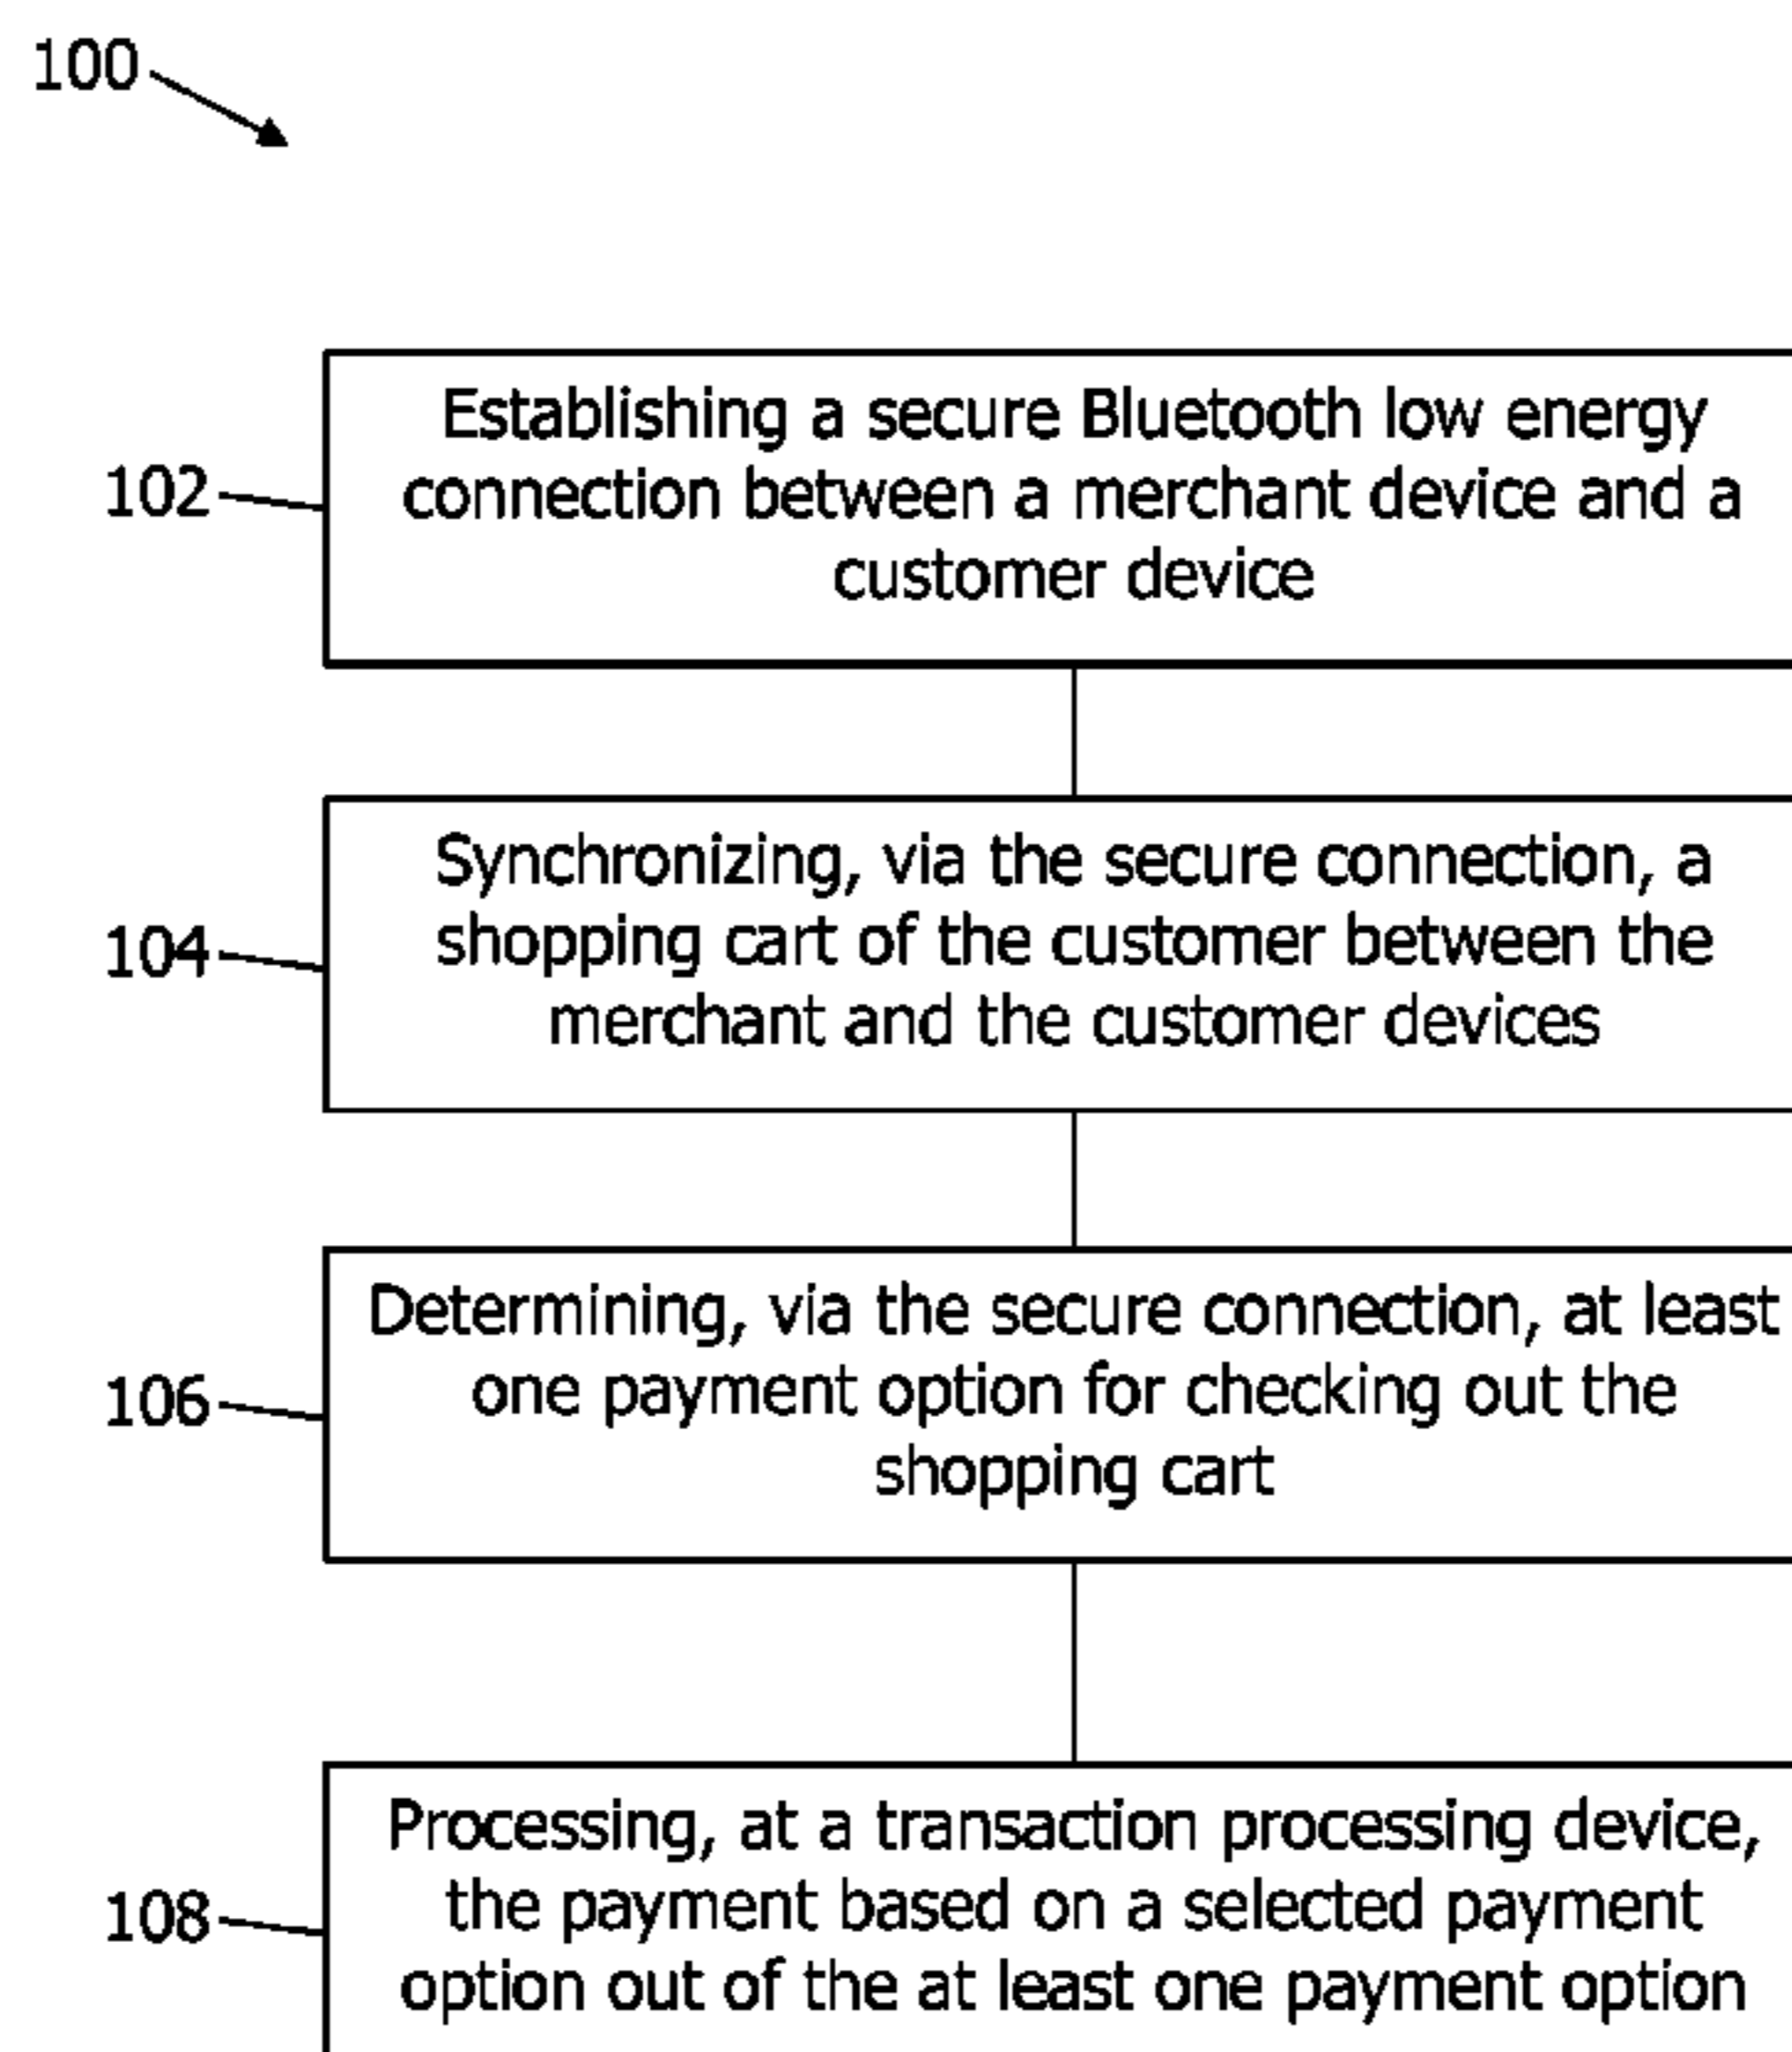 100
Establishing a secure Bluetooth low energy
102
connection between a merchant device and a
customer device
Synchronizing, via the secure connection, a
104
shopping cart of the customer between the
merchant and the customer devices
Determining, via the secure connection, at least
106
one payment option for checking out the
shopping cart
Processing, at a transaction processing device,
108
the payment based on a selected payment
option out of the at least one payment option